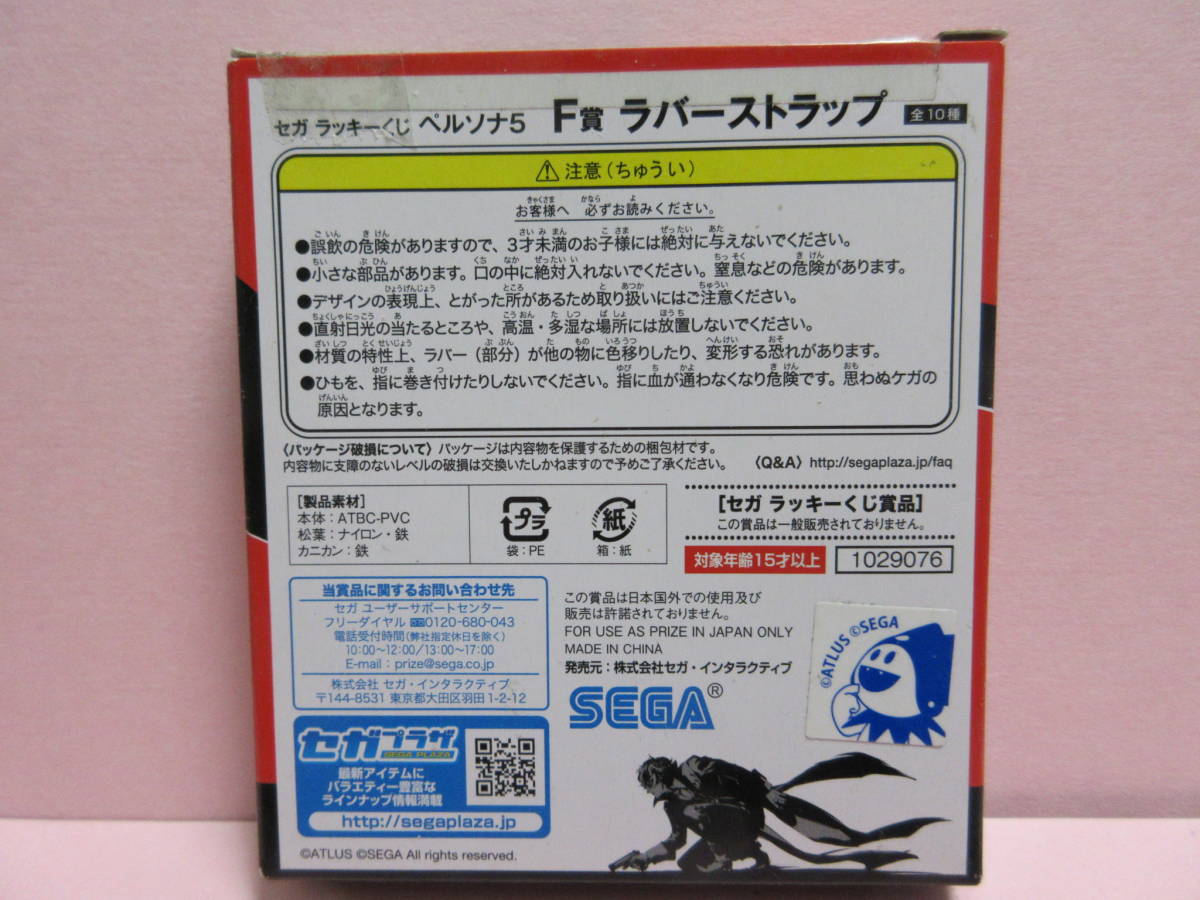 セガ ラッキーくじ ペルソナ5 F賞 ラバーストラップ 全10種
注意(ちゅうい)
お客様へ 必ずお読みください。
●誤飲の危険がありますので、3才未満のお子様には絶対に与えないでください。
●小さな部品があります。口の中に絶対入れないでください。窒息などの危険があります。
●デザインの表現上、とがった所があるため取り扱いにはご注意ください。
●直射日光の当たるところや、高温・多湿な場所には放置しないでください。
●材質の特性上、ラバー(部分)が他の物に色移りしたり、変形する恐れがあります。
●ひもを、指に巻き付けたりしないでください。指に血が通わなくなり危険です。思わぬケガの
原因となります。
〈パッケージ破損について〉パッケージは内容物を保護するための梱包材です。
内容物に支障のないレベルの破損は交換いたしかねますので予めご了承ください。 〈Q&A〉http://segaplaza.jp/faq
[製品素材]
本体:ATBC-PVC
松葉:ナイロン・鉄
カニカン:鉄
プラ
袋:PE
紙
箱:紙
[セガ ラッキーくじ賞品]
この賞品は一般販売されておりません。
対象年齢15才以上 1029076
当賞品に関するお問い合わせ先
セガ ユーザーサポートセンター
フリーダイヤル 0120-680-043
電話受付時間(弊社指定休日を除く)
10:00〜12:00/13:00〜17:00
E-mail:prize@sega.co.jp
株式会社 セガ・インタラクティブ
〒144-8531 東京都大田区羽田1-2-12
この賞品は日本国外での使用及び
販売は許諾されておりません。
FOR USE AS PRIZE IN JAPAN ONLY
MADE IN CHINA
発売元:株式会社セガ・インタラクティブ
SEGA®
©ATLUS ©SEGA
セガプラザ
SEGA PLAZA
最新アイテムに
バラエティー豊富な
ラインナップ情報満載
http://segaplaza.jp
©ATLUS ©SEGA All rights reserved.